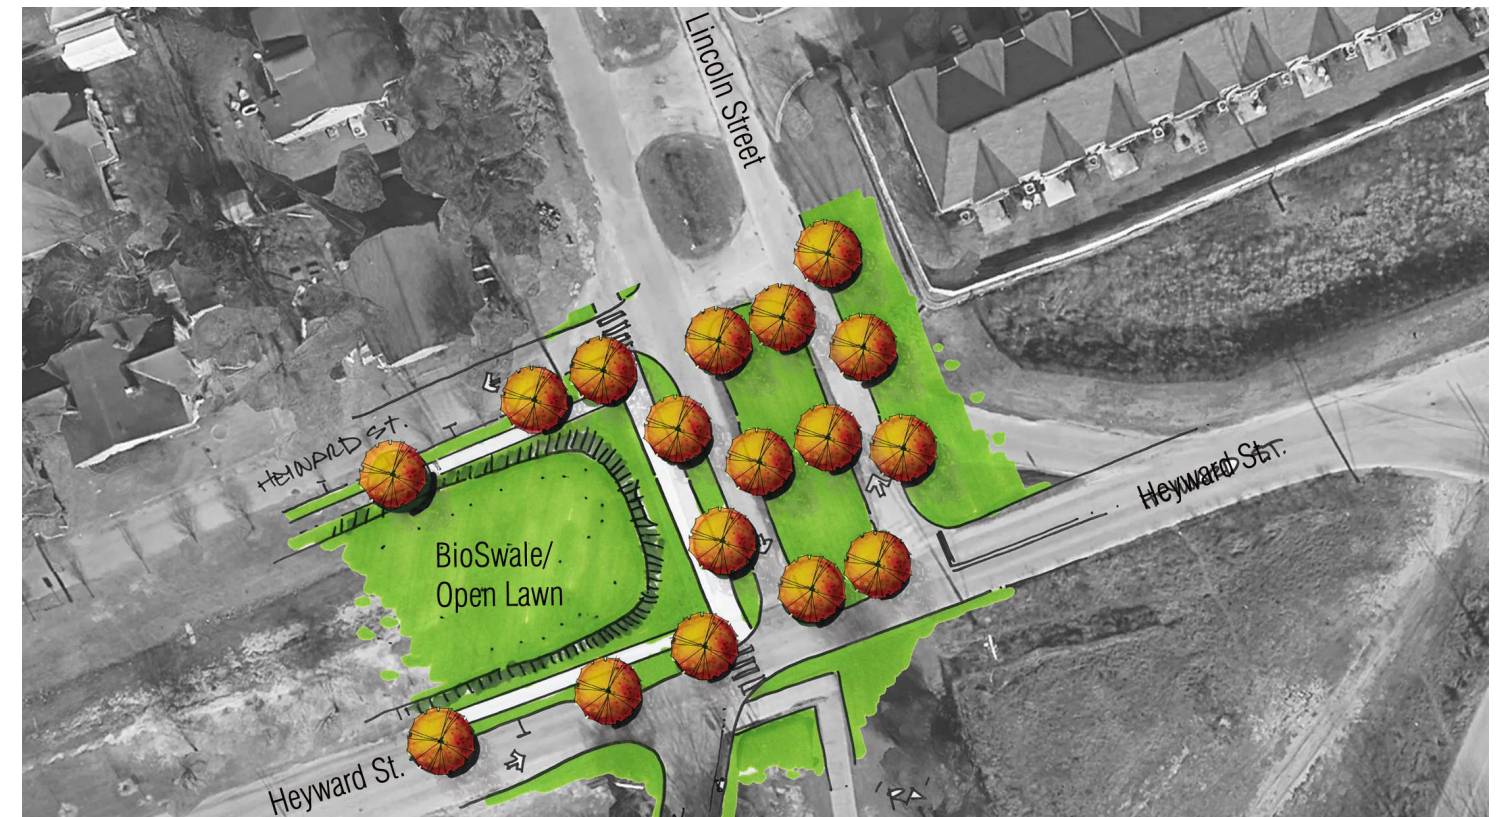 Lincoln Street
HEYWARD ST.
Heyward St.
BioSwale/
Open Lawn
Heyward St.